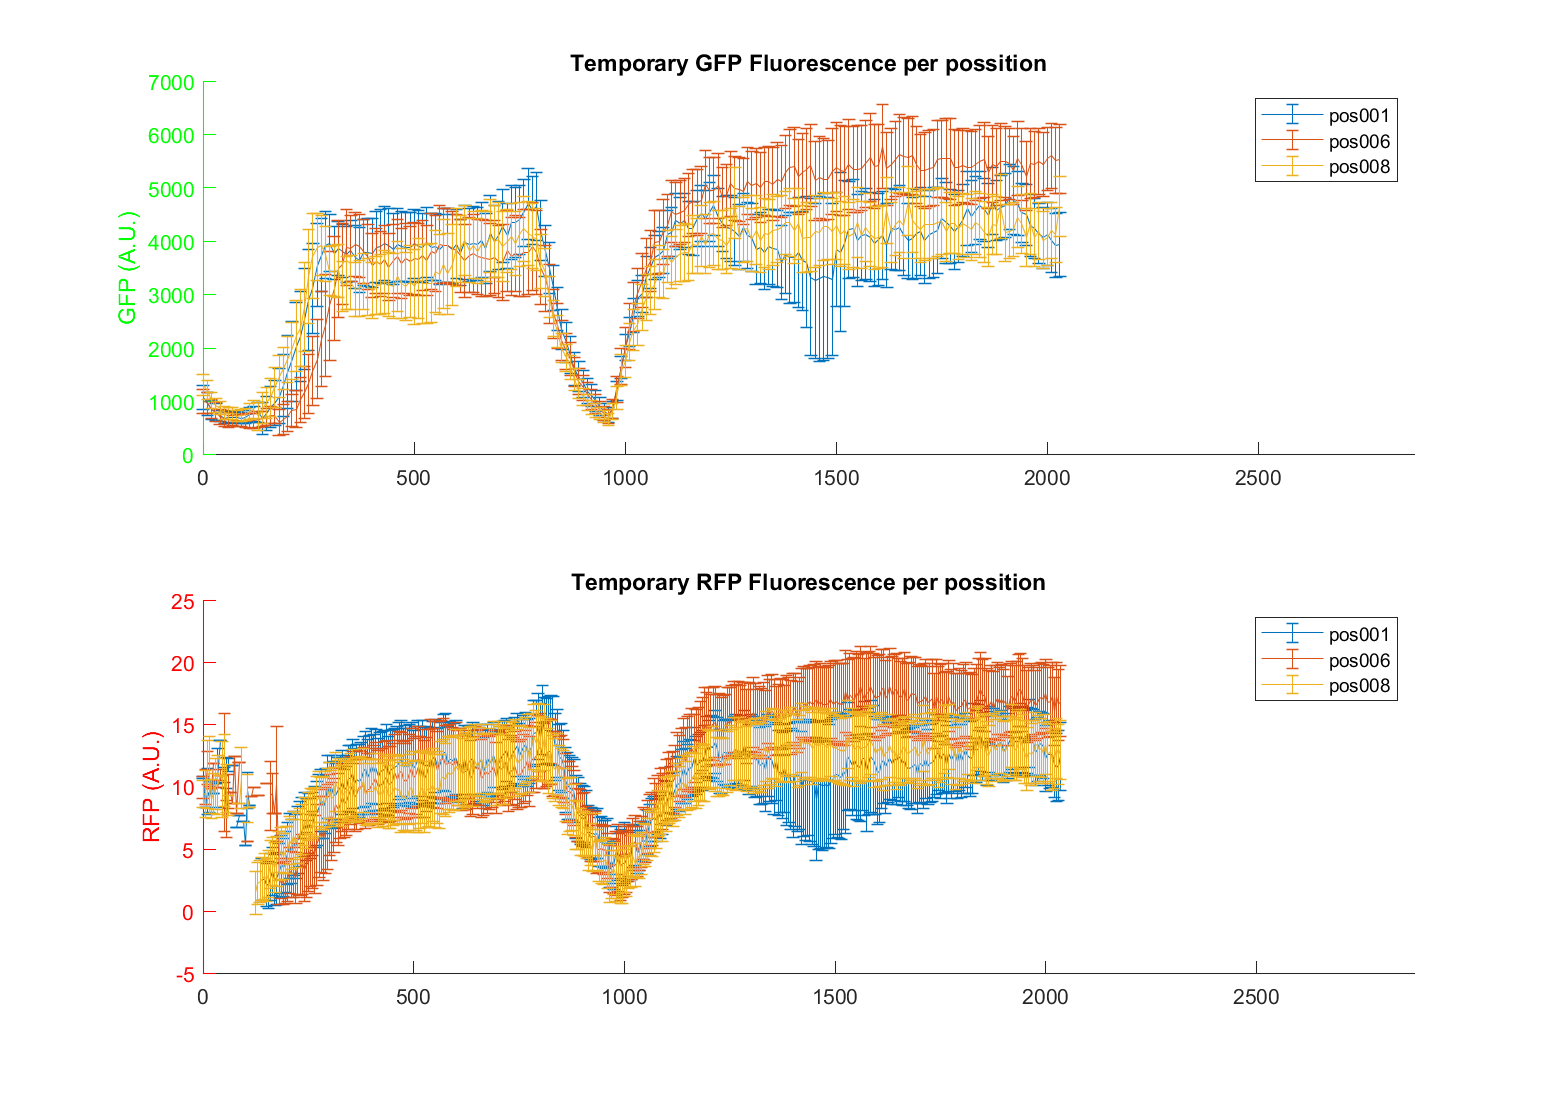 Temporary GFP Fluorescence per possition
7000
6000
5000
4000
3000
2000
1000
0
GFP (A.U.)
0 500 1000 1500 2000 2500
pos001
pos006
pos008
Temporary RFP Fluorescence per possition
25
20
15
10
5
0
-5
RFP (A.U.)
0 500 1000 1500 2000 2500
pos001
pos006
pos008